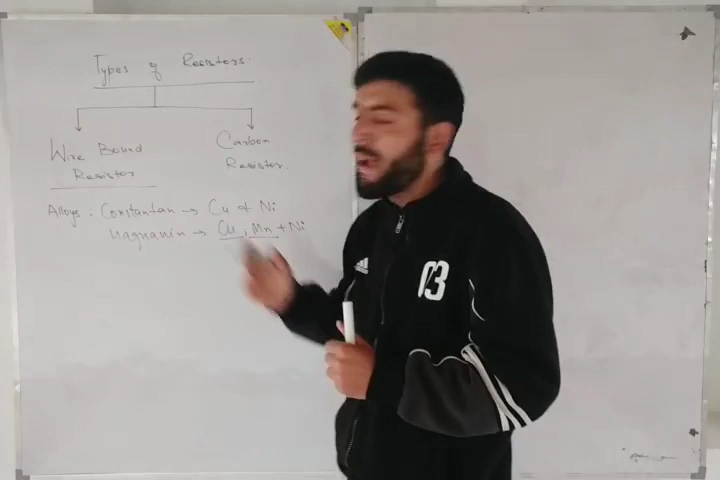 Types of Resistors:
Wire Bound
Resistor
Carbon
Resistor.
Alloys: Constantan → Cu & Ni
Magnanin → Cu, Mn + Ni
03